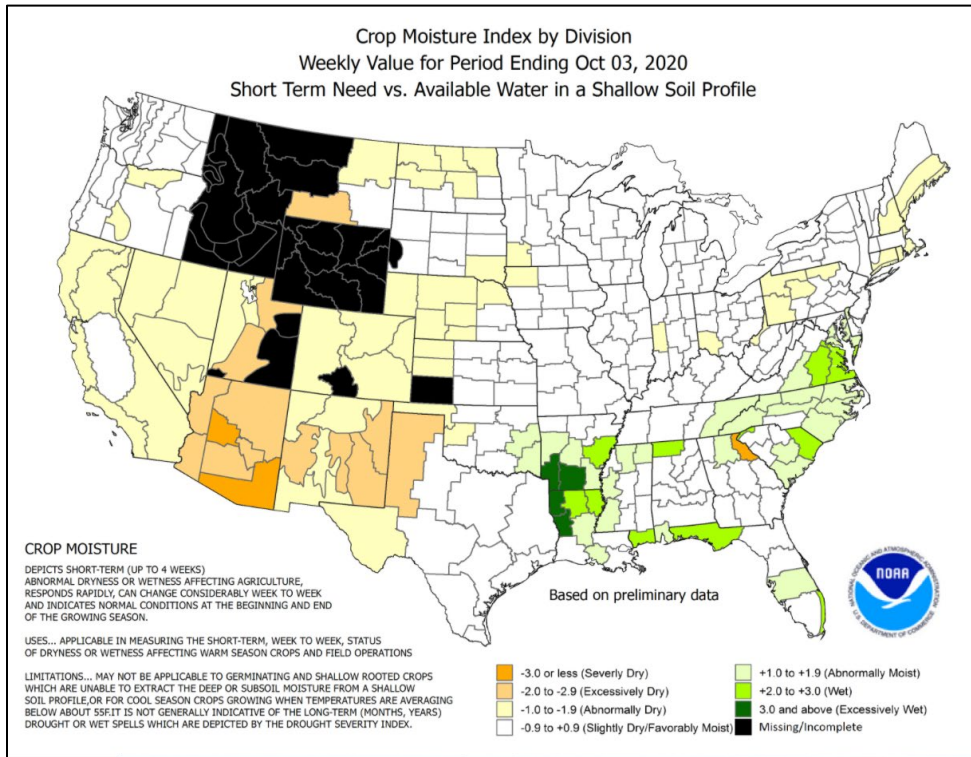 Crop Moisture Index by Division
Weekly Value for Period Ending Oct 03, 2020
Short Term Need vs. Available Water in a Shallow Soil Profile
CROP MOISTURE
DEPICTS SHORT-TERM (UP TO 4 WEEKS)
ABNORMAL DRYNESS OR WETNESS AFFECTING AGRICULTURE,
RESPONDS RAPIDLY, CAN CHANGE CONSIDERABLY WEEK TO WEEK
AND INDICATES NORMAL CONDITIONS AT THE BEGINNING AND END
OF THE GROWING SEASON.
USES... APPLICABLE IN MEASURING THE SHORT-TERM, WEEK TO WEEK, STATUS
OF DRYNESS OR WETNESS AFFECTING WARM SEASON CROPS AND FIELD OPERATIONS
LIMITATIONS... MAY NOT BE APPLICABLE TO GERMINATING AND SHALLOW ROOTED CROPS
WHICH ARE UNABLE TO EXTRACT THE DEEP OR SUBSOIL MOISTURE FROM A SHALLOW
SOIL PROFILE,OR FOR COOL SEASON CROPS GROWING WHEN TEMPERATURES ARE AVERAGING
BELOW ABOUT 55F.IT IS NOT GENERALLY INDICATIVE OF THE LONG-TERM (MONTHS, YEARS)
DROUGHT OR WET SPELLS WHICH ARE DEPICTED BY THE DROUGHT SEVERITY INDEX.
Based on preliminary data
NATIONAL OCEANIC AND ATMOSPHERIC ADMINISTRATION
NOAA
U.S. DEPARTMENT OF COMMERCE
-3.0 or less (Severly Dry)
-2.0 to -2.9 (Excessively Dry)
-1.0 to -1.9 (Abnormally Dry)
-0.9 to +0.9 (Slightly Dry/Favorably Moist)
+1.0 to +1.9 (Abnormally Moist)
+2.0 to +3.0 (Wet)
3.0 and above (Excessively Wet)
Missing/Incomplete